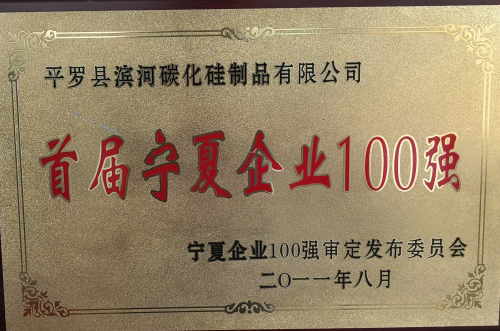 平罗县滨河碳化硅制品有限公司
首届宁夏企业100强
宁夏企业100强审定发布委员会
二〇一一年八月